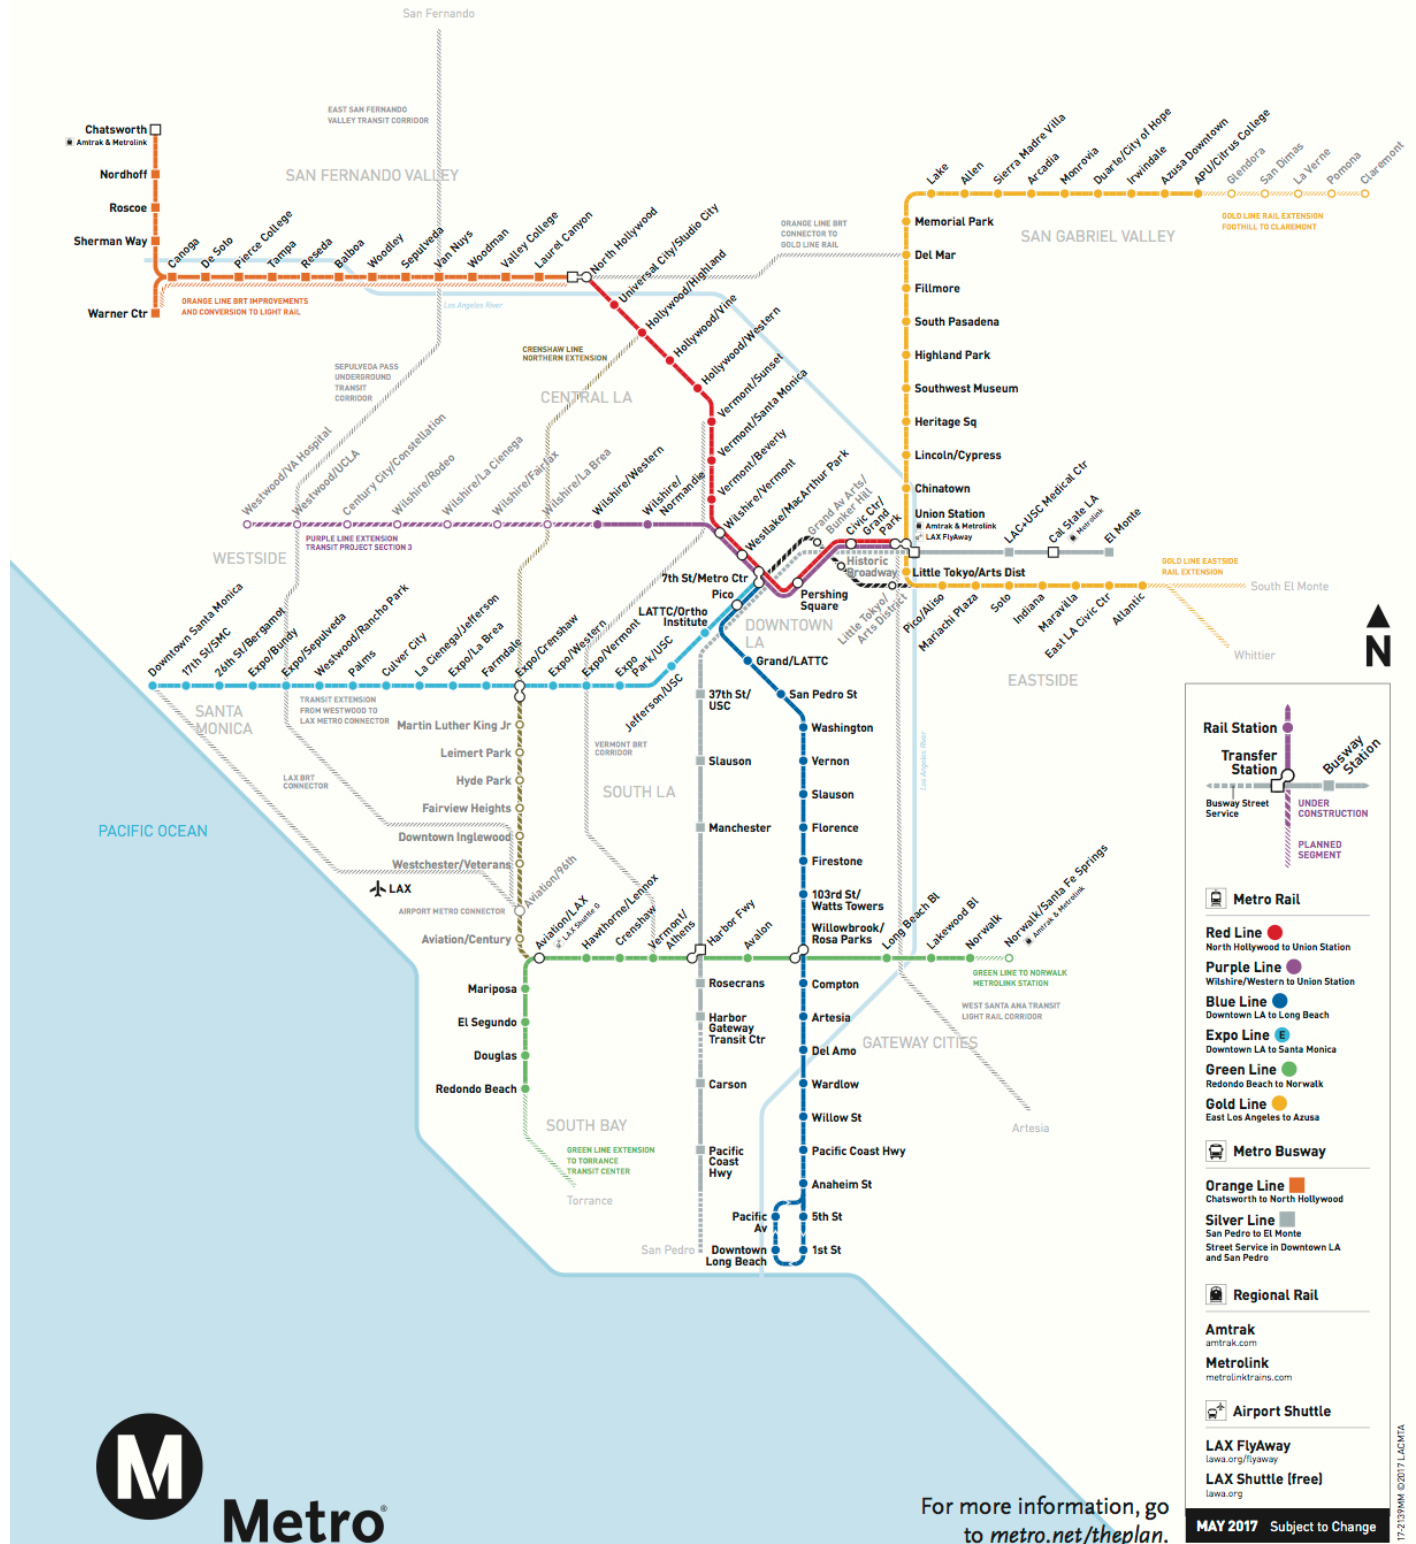 San Fernando
EAST SAN FERNANDO
VALLEY TRANSIT CORRIDOR
SAN FERNANDO VALLEY
Chatsworth
Amtrak & Metrolink
Nordhoff
Roscoe
Sherman Way
Warner Ctr
Canoga
De Soto
Pierce College
Tampa
Reseda
Balboa
Woodley
Sepulveda
Van Nuys
Woodman
Valley College
Laurel Canyon
North Hollywood
ORANGE LINE BRT IMPROVEMENTS
AND CONVERSION TO LIGHT RAIL
Los Angeles River
Universal City/Studio City
Hollywood/Highland
Hollywood/Vine
Hollywood/Western
Vermont/Sunset
Vermont/Santa Monica
Vermont/Beverly
Wilshire/Vermont
Westlake/MacArthur Park
ORANGE LINE BRT
CONNECTOR TO
GOLD LINE RAIL
Lake
Allen
Sierra Madre Villa
Arcadia
Monrovia
Duarte/City of Hope
Irwindale
Azusa Downtown
APU/Citrus College
Glendora
San Dimas
La Verne
Pomona
Claremont
GOLD LINE RAIL EXTENSION
FOOTHILL TO CLAREMONT
SAN GABRIEL VALLEY
Memorial Park
Del Mar
Fillmore
South Pasadena
Highland Park
Southwest Museum
Heritage Sq
Lincoln/Cypress
Chinatown
Union Station
Amtrak & Metrolink
LAX FlyAway
CRENSHAW LINE
NORTHERN EXTENSION
SEPULVEDA PASS
UNDERGROUND
TRANSIT
CORRIDOR
CENTRAL LA
Westwood/VA Hospital
Westwood/UCLA
Century City/Constellation
Wilshire/Rodeo
Wilshire/La Cienega
Wilshire/Fairfax
Wilshire/La Brea
Wilshire/Western
Wilshire/
Normandie
PURPLE LINE EXTENSION
TRANSIT PROJECT SECTION 3
WESTSIDE
Grand Av Arts/
Bunker Hill
Civic Ctr/
Grand
Park
Historic
Broadway
Little Tokyo/
Arts District
LAC+USC Medical Ctr
Cal State LA
Metrolink
El Monte
GOLD LINE EASTSIDE
RAIL EXTENSION
South El Monte
Whittier
Little Tokyo/Arts Dist
Pico/Aliso
Mariachi Plaza
Soto
Indiana
Maravilla
East LA Civic Ctr
Atlantic
EASTSIDE
7th St/Metro Ctr
Pico
Pershing
Square
DOWNTOWN
LA
LATTC/Ortho
Institute
Downtown Santa Monica
17th St/SMC
26th St/Bergamot
Expo/Bundy
Expo/Sepulveda
Westwood/Rancho Park
Palms
Culver City
La Cienega/Jefferson
Expo/La Brea
Farmdale
Expo/Crenshaw
Expo/Western
Expo/Vermont
Expo
Park/USC
Jefferson/USC
SANTA
MONICA
TRANSIT EXTENSION
FROM WESTWOOD TO
LAX METRO CONNECTOR
LAX BRT
CONNECTOR
Martin Luther King Jr
Leimert Park
Hyde Park
Fairview Heights
Downtown Inglewood
Westchester/Veterans
Aviation/96th
AIRPORT METRO CONNECTOR
Aviation/Century
LAX
PACIFIC OCEAN
VERMONT BRT
CORRIDOR
SOUTH LA
37th St/
USC
Slauson
Manchester
Harbor Fwy
Rosecrans
Harbor
Gateway
Transit Ctr
Carson
Pacific
Coast
Hwy
San Pedro
Grand/LATTC
San Pedro St
Washington
Vernon
Slauson
Florence
Firestone
103rd St/
Watts Towers
Willowbrook/
Rosa Parks
Compton
Artesia
Del Amo
Wardlow
Willow St
Pacific Coast Hwy
Anaheim St
5th St
1st St
Pacific
Av
Downtown
Long Beach
Los Angeles River
Aviation/LAX
LAX Shuttle G
Hawthorne/Lennox
Crenshaw
Vermont/
Athens
Avalon
Long Beach Bl
Lakewood Bl
Norwalk
Norwalk/Santa Fe Springs
Amtrak & Metrolink
GREEN LINE TO NORWALK
METROLINK STATION
WEST SANTA ANA TRANSIT
LIGHT RAIL CORRIDOR
GATEWAY CITIES
Artesia
Mariposa
El Segundo
Douglas
Redondo Beach
SOUTH BAY
GREEN LINE EXTENSION
TO TORRANCE
TRANSIT CENTER
Torrance
N
Rail Station
Transfer
Station
Busway
Station
Busway Street
Service
UNDER
CONSTRUCTION
PLANNED
SEGMENT
Metro Rail
Red Line
North Hollywood to Union Station
Purple Line
Wilshire/Western to Union Station
Blue Line
Downtown LA to Long Beach
Expo Line E
Downtown LA to Santa Monica
Green Line
Redondo Beach to Norwalk
Gold Line
East Los Angeles to Azusa
Metro Busway
Orange Line
Chatsworth to North Hollywood
Silver Line
San Pedro to El Monte
Street Service in Downtown LA
and San Pedro
Regional Rail
Amtrak
amtrak.com
Metrolink
metrolinktrains.com
Airport Shuttle
LAX FlyAway
lawa.org/flyaway
LAX Shuttle (free)
lawa.org
MAY 2017 Subject to Change
17-2139MM ©2017 LACMTA
M
Metro®
For more information, go
to metro.net/theplan.